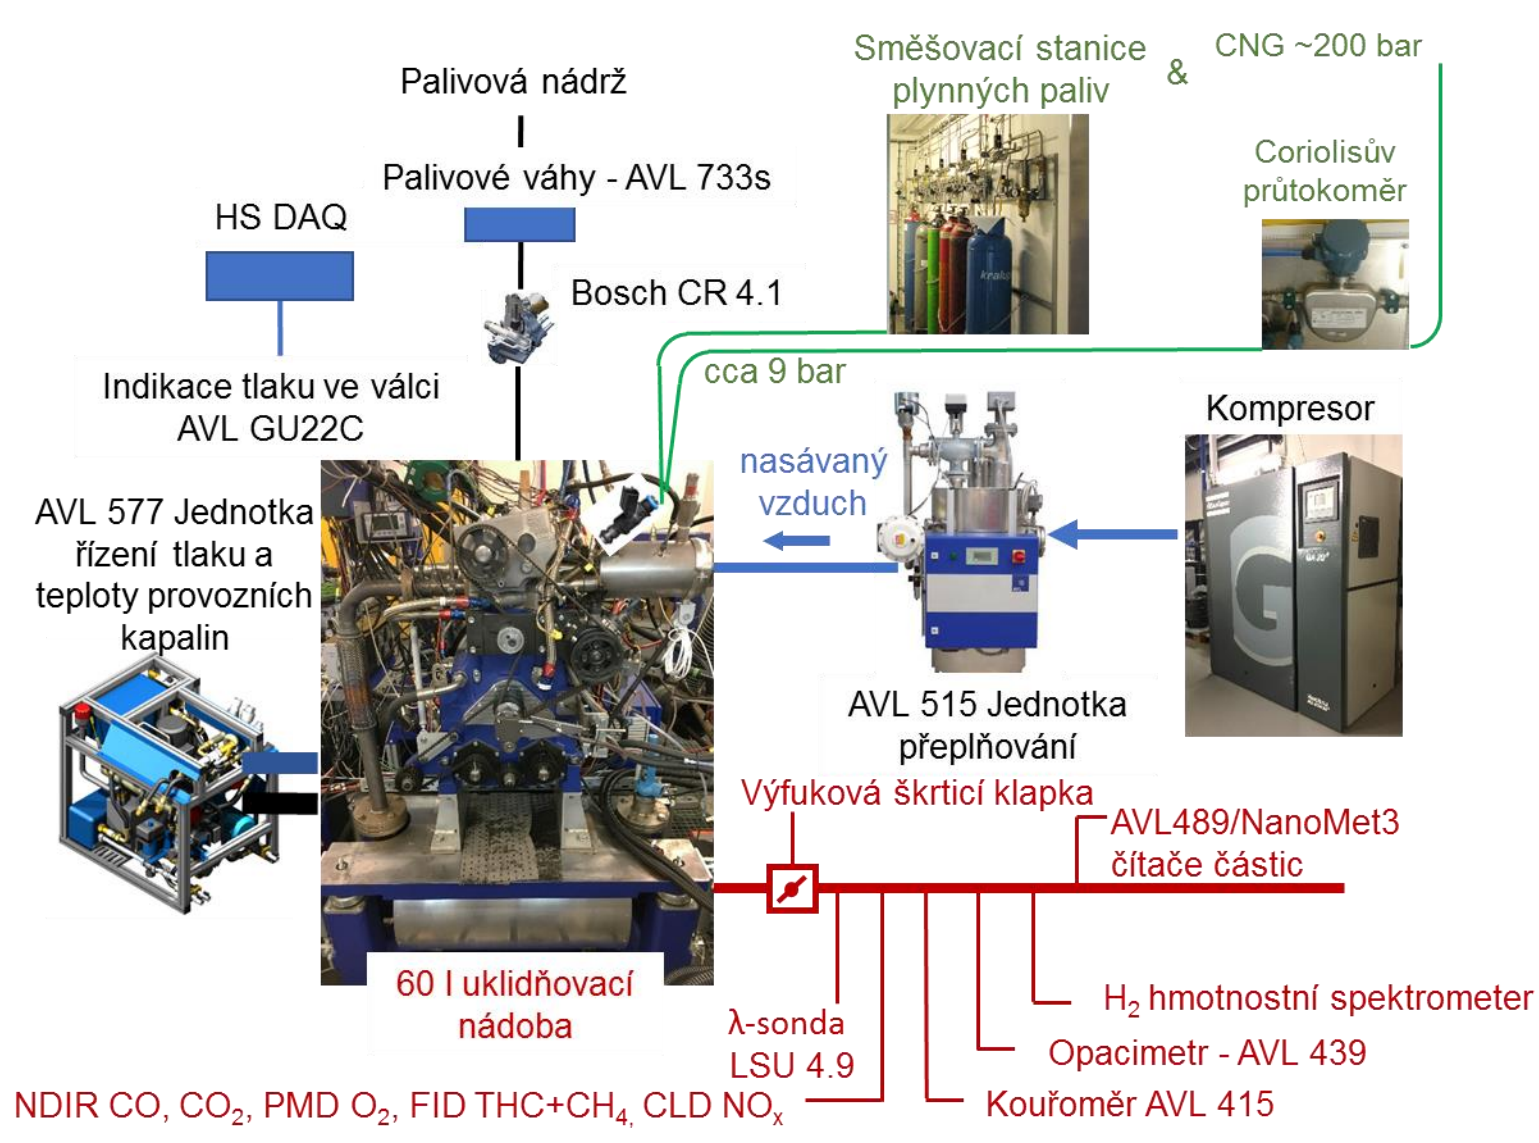 Směšovací stanice
plynných paliv
&
CNG ~200 bar
Palivová nádrž
Palivové váhy - AVL 733s
Coriolisův
průtokoměr
HS DAQ
Bosch CR 4.1
Indikace tlaku ve válci
AVL GU22C
cca 9 bar
Kompresor
nasávaný
vzduch
AVL 577 Jednotka
řízení tlaku a
teploty provozních
kapalin
AVL 515 Jednotka
přeplňování
Výfuková škrticí klapka
AVL489/NanoMet3
čítače částic
60 l uklidňovací
nádoba
H₂ hmotnostní spektrometer
λ-sonda
LSU 4.9
Opacimetr - AVL 439
NDIR CO, CO₂, PMD O₂, FID THC+CH₄, CLD NOₓ
Kouřoměr AVL 415